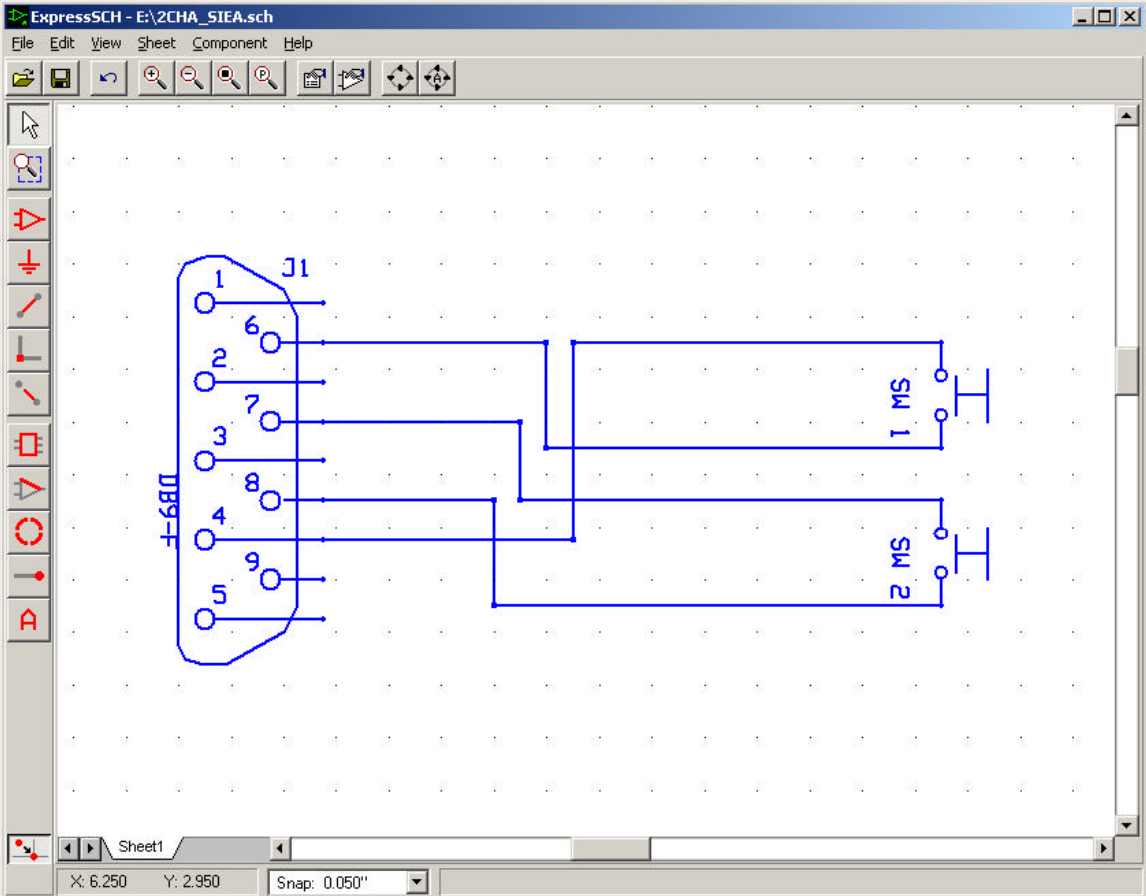 ExpressSCH - E:\2CHA_SIEA.sch
File Edit View Sheet Component Help
J1
1
6
2
7
3
8
4
9
5
DB9-F
SW 1
SW 2
Sheet1
X: 6.250 Y: 2.950 Snap: 0.050"